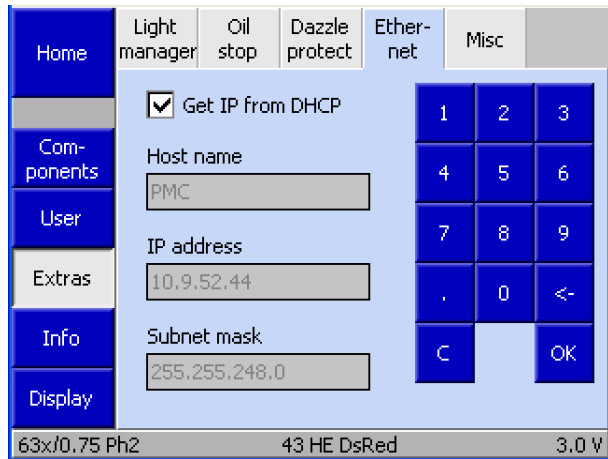 Home
Light manager
Oil stop
Dazzle protect
Ether-
net
Misc
Com-
ponents
User
Extras
Info
Display
Get IP from DHCP
Host name
PMC
IP address
10.9.52.44
Subnet mask
255.255.248.0
1 2 3
4 5 6
7 8 9
. 0 <-
C OK
63x/0.75 Ph2 43 HE DsRed 3.0 V